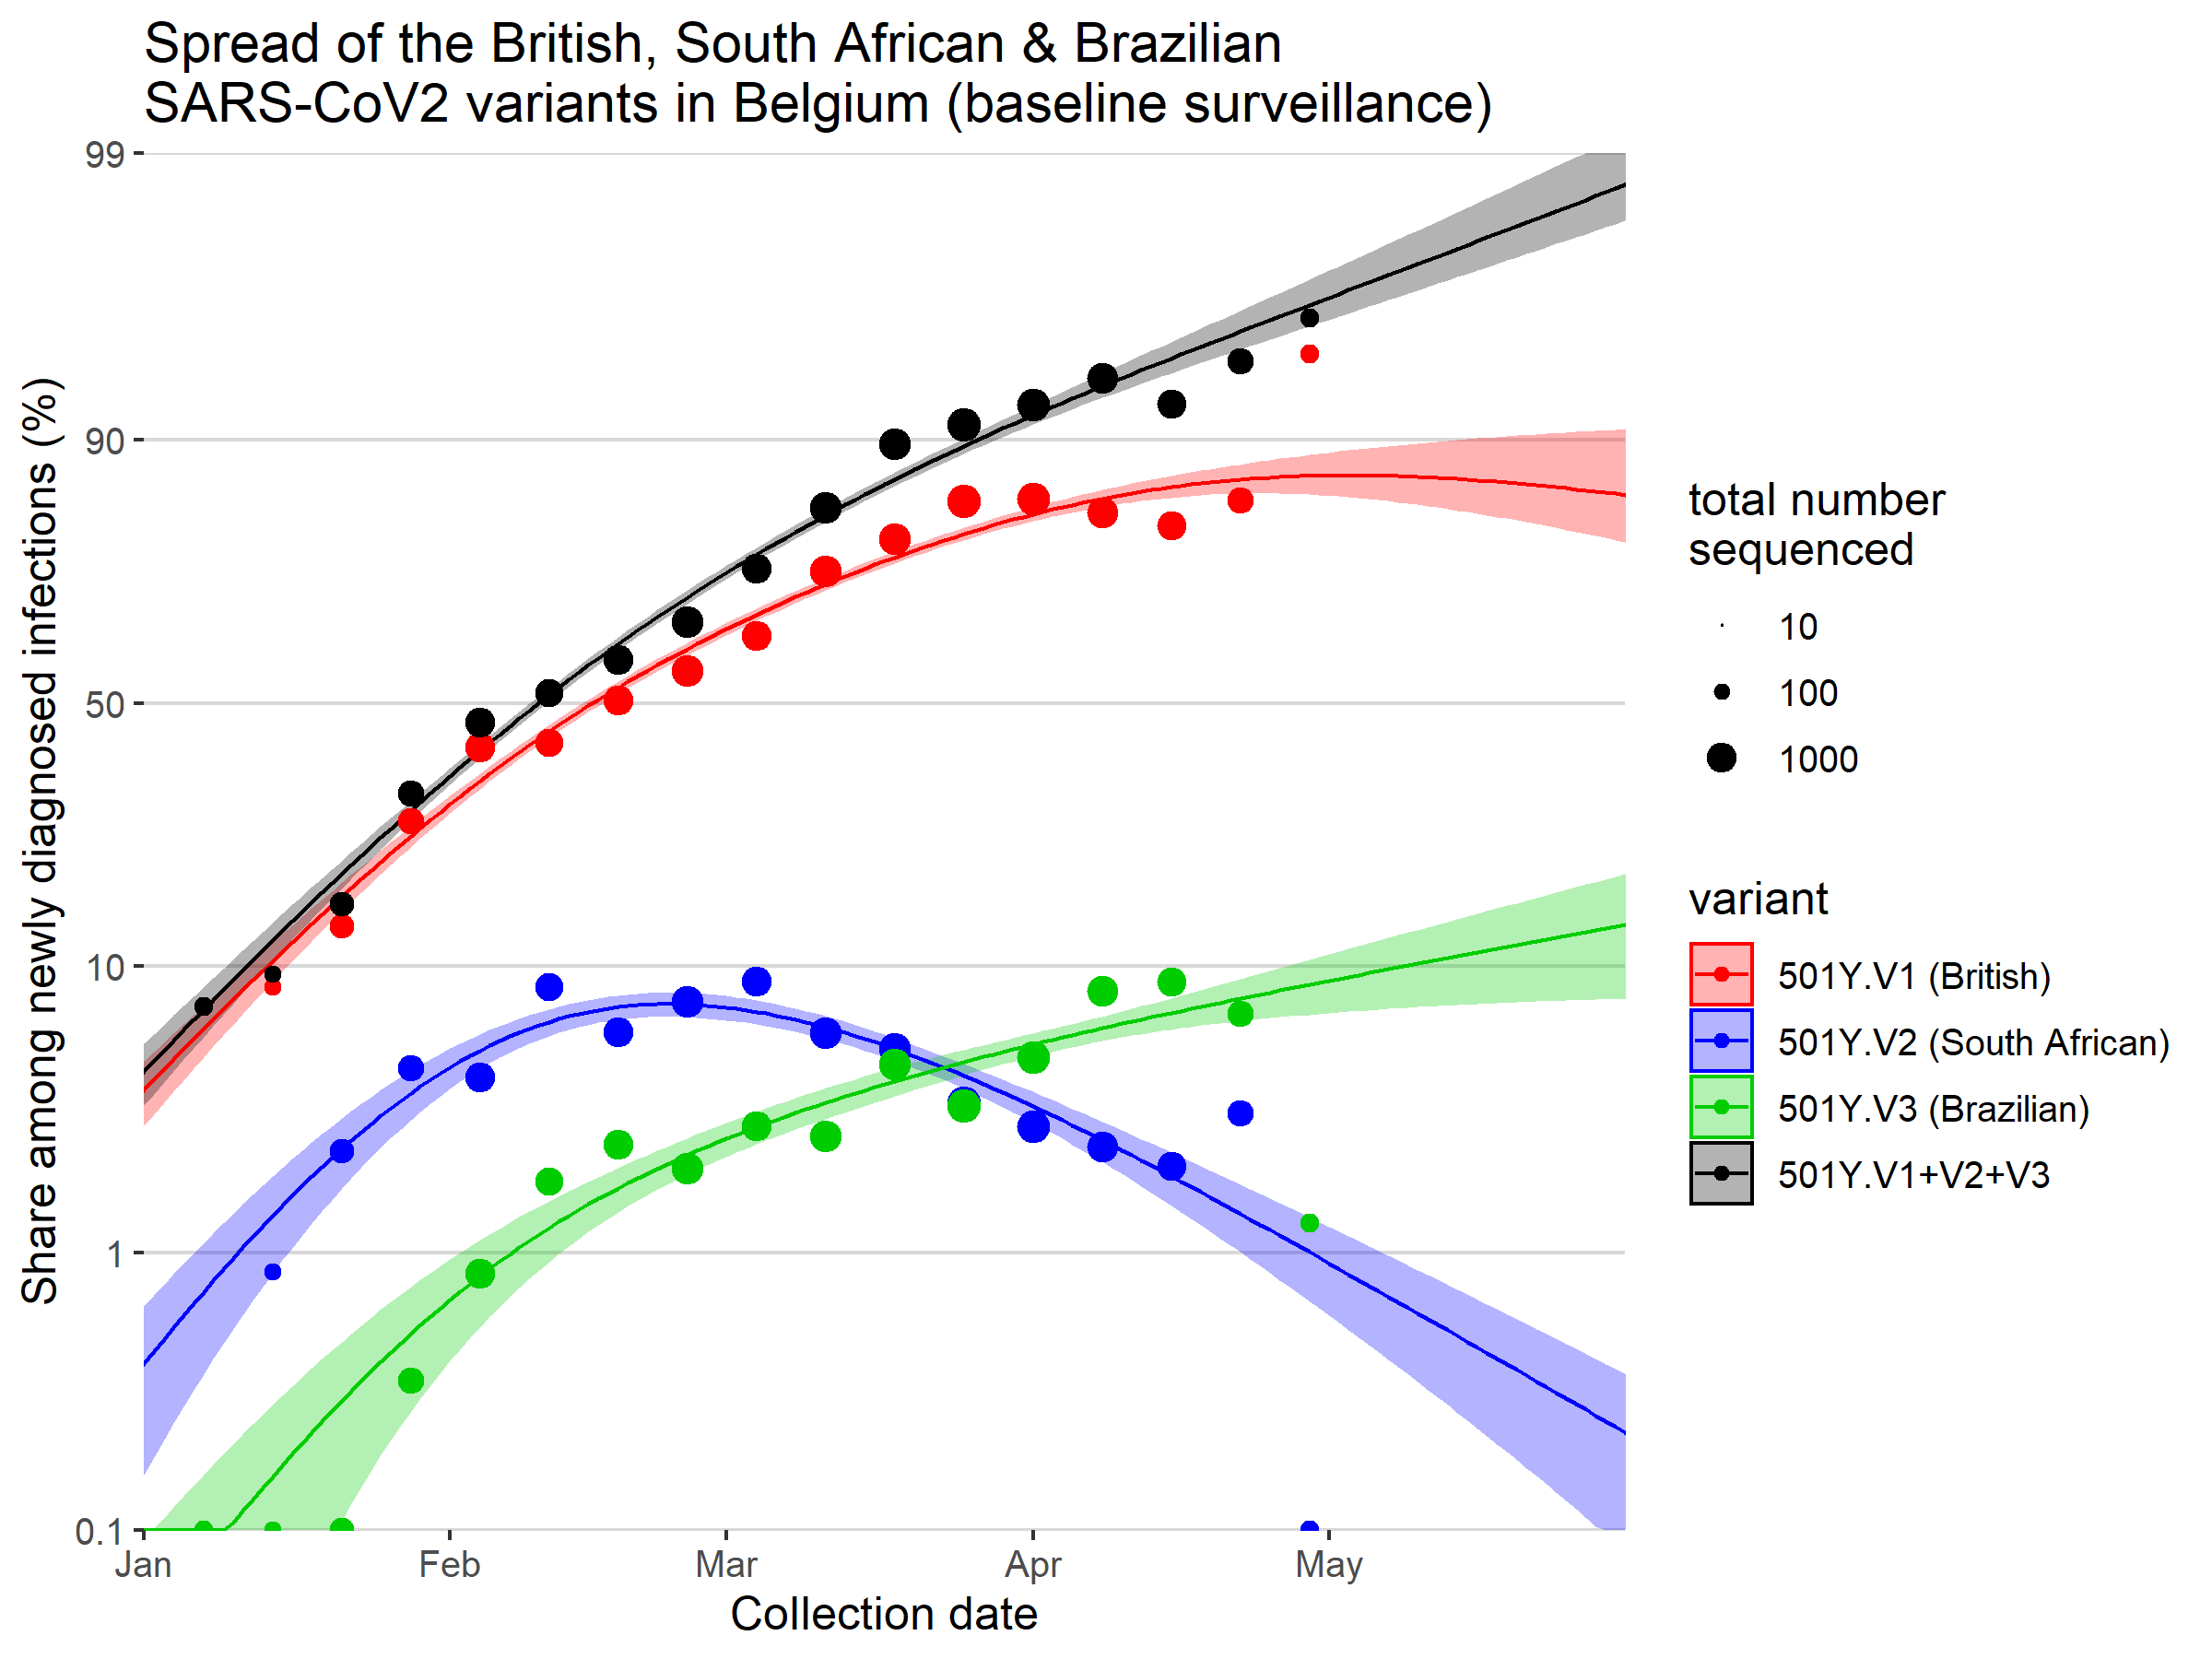 Spread of the British, South African & Brazilian
SARS-CoV2 variants in Belgium (baseline surveillance)
Share among newly diagnosed infections (%)
99
90
50
10
1
0.1
Jan
Feb
Mar
Apr
May
Collection date
total number
sequenced
10
100
1000
variant
501Y.V1 (British)
501Y.V2 (South African)
501Y.V3 (Brazilian)
501Y.V1+V2+V3